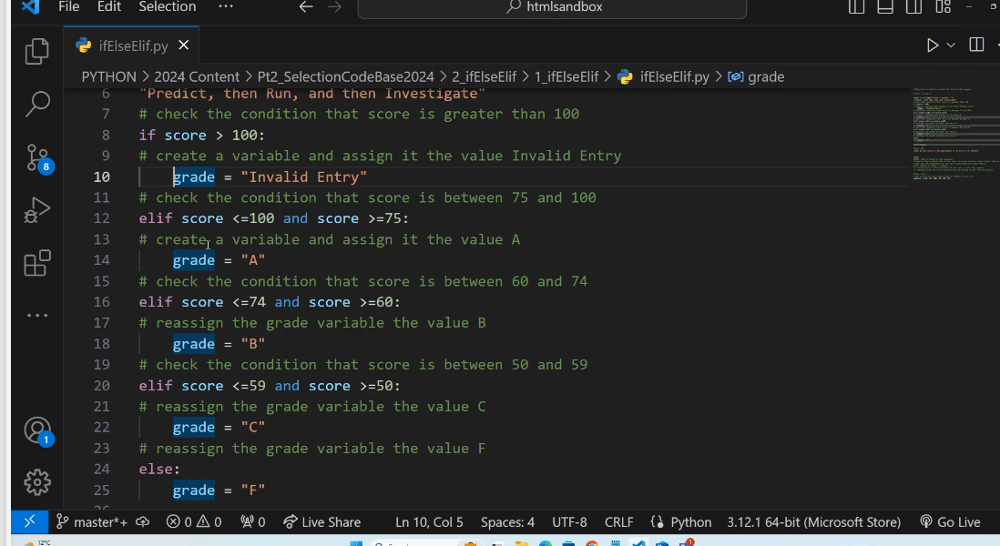 File Edit Selection ··· htmlsandbox
ifElseElif.py
PYTHON > 2024 Content > Pt2_SelectionCodeBase2024 > 2_ifElseElif > 1_ifElseElif > ifElseElif.py > grade
6 "Predict, then Run, and then Investigate"
7 # check the condition that score is greater than 100
8 if score > 100:
9 # create a variable and assign it the value Invalid Entry
10 grade = "Invalid Entry"
11 # check the condition that score is between 75 and 100
12 elif score <=100 and score >=75:
13 # create a variable and assign it the value A
14 grade = "A"
15 # check the condition that score is between 60 and 74
16 elif score <=74 and score >=60:
17 # reassign the grade variable the value B
18 grade = "B"
19 # check the condition that score is between 50 and 59
20 elif score <=59 and score >=50:
21 # reassign the grade variable the value C
22 grade = "C"
23 # reassign the grade variable the value F
24 else:
25 grade = "F"
8
1
master*+ 0 0 0 Live Share Ln 10, Col 5 Spaces: 4 UTF-8 CRLF Python 3.12.1 64-bit (Microsoft Store) Go Live
12°C